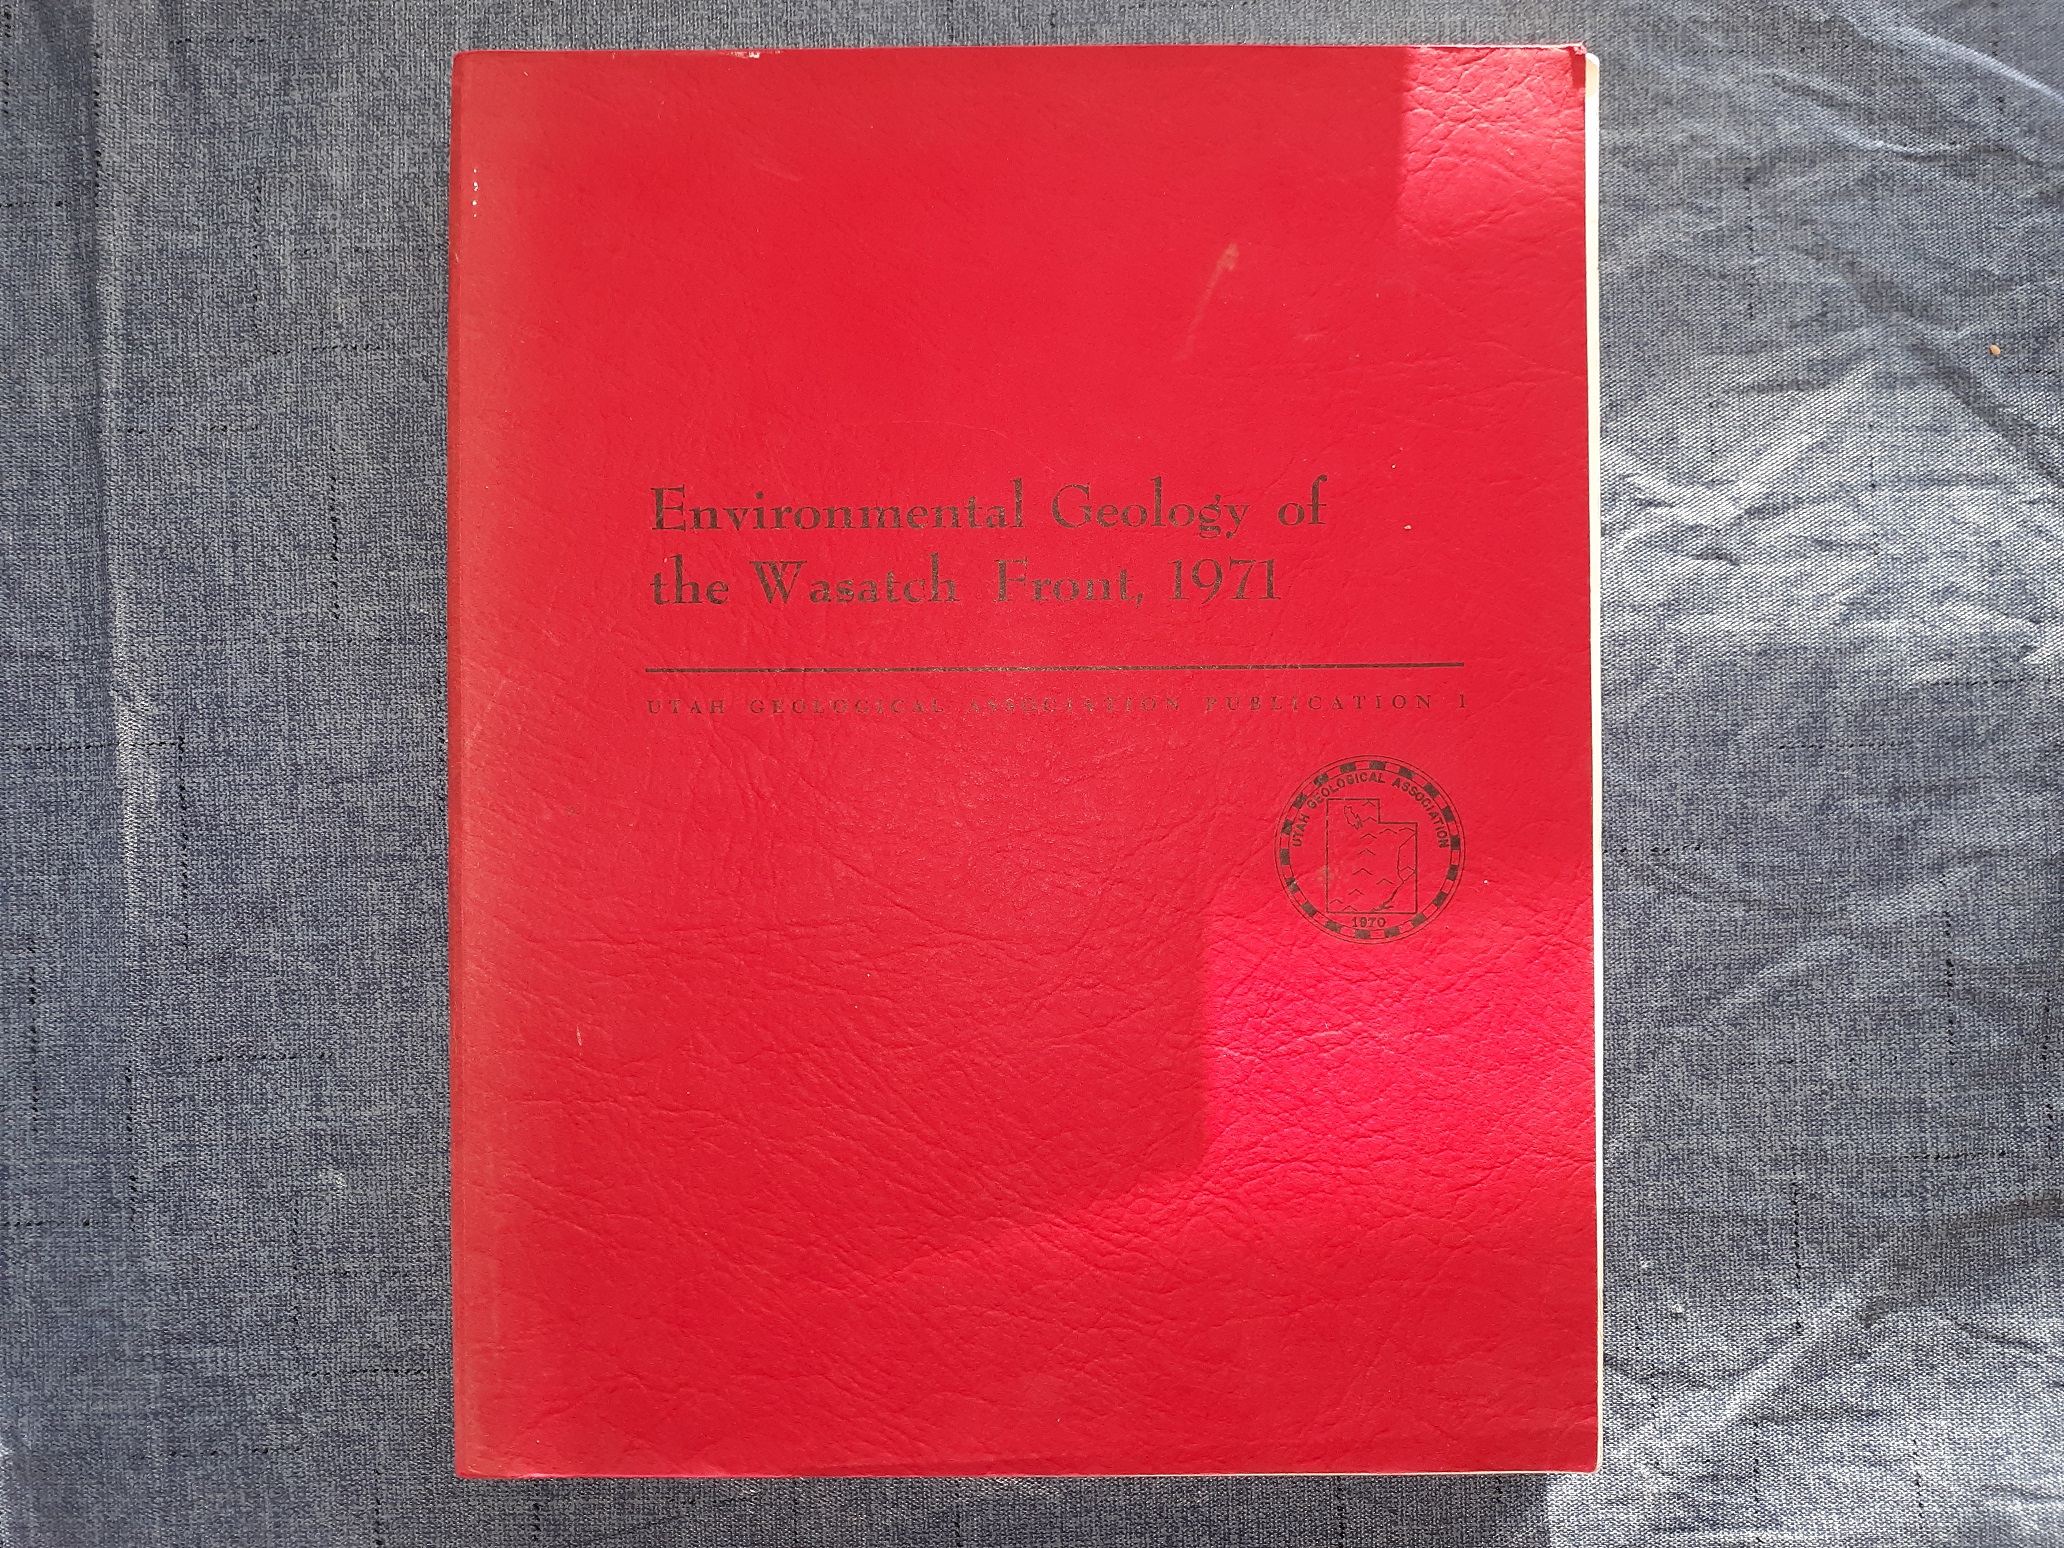 Environmental Geology of
the Wasatch Front, 1971
UTAH GEOLOGICAL ASSOCIATION PUBLICATION 1
UTAH GEOLOGICAL ASSOCIATION
1970